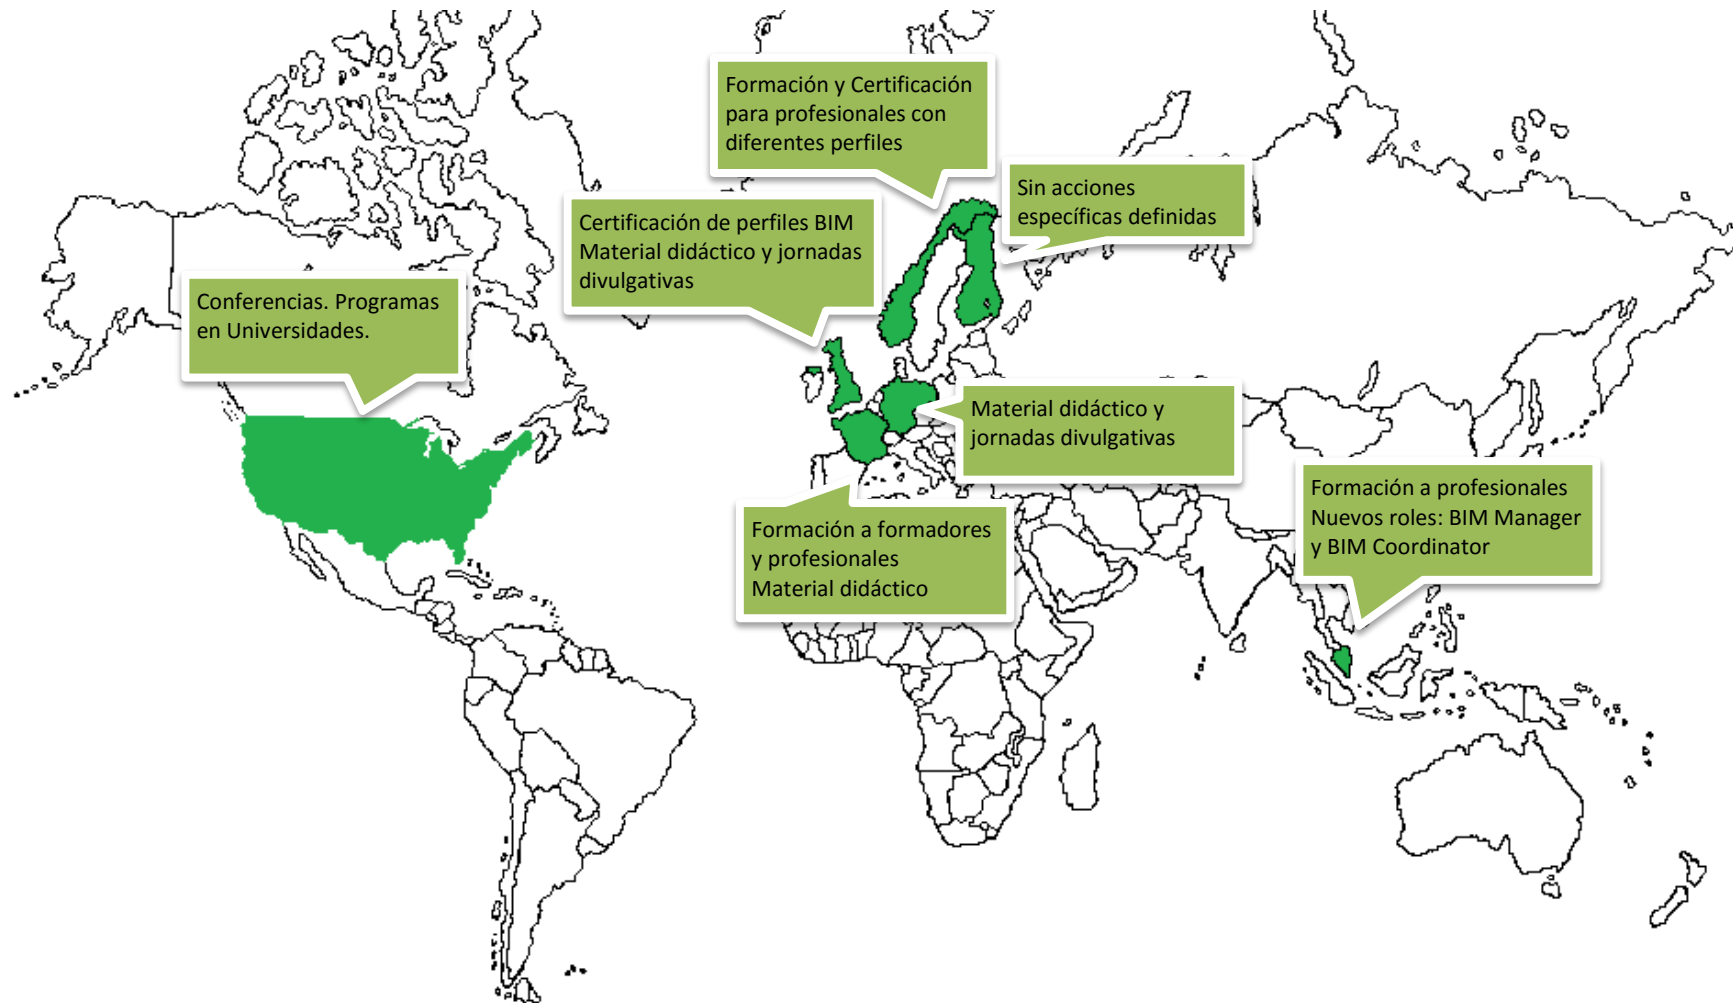 Formación y Certificación
para profesionales con
diferentes perfiles
Sin acciones
específicas definidas
Certificación de perfiles BIM
Material didáctico y jornadas
divulgativas
Conferencias. Programas
en Universidades.
Material didáctico y
jornadas divulgativas
Formación a profesionales
Nuevos roles: BIM Manager
y BIM Coordinator
Formación a formadores
y profesionales
Material didáctico